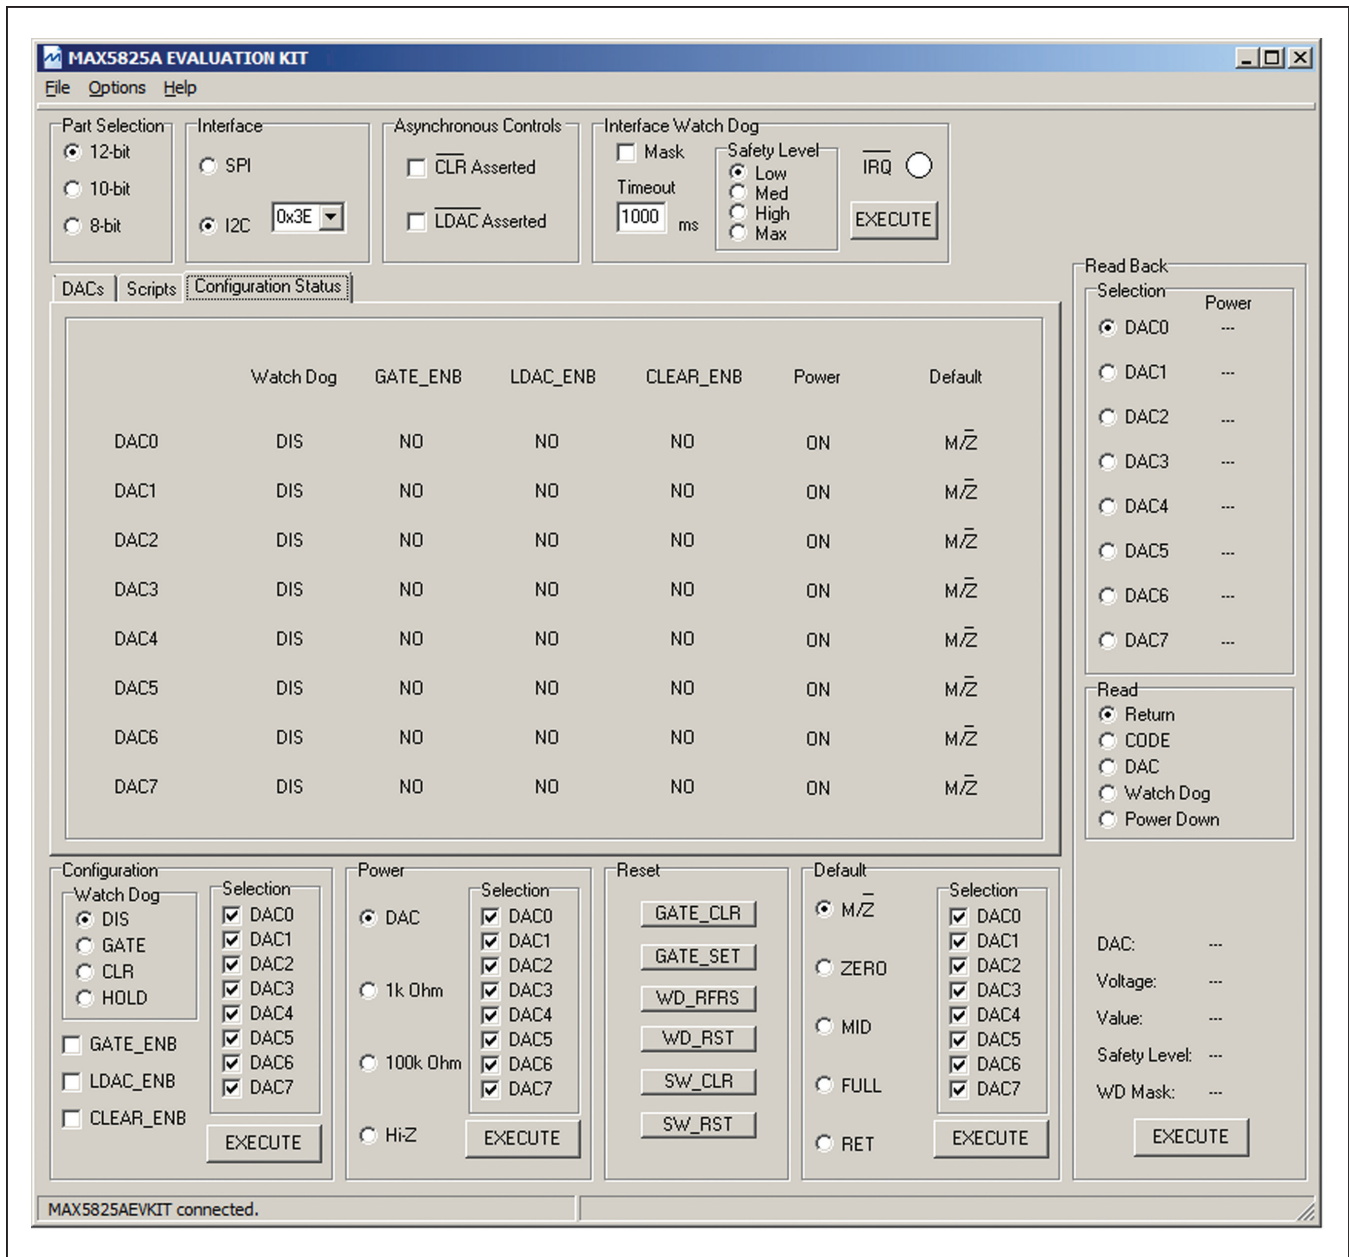 MAX5825A EVALUATION KIT
File Options Help
Part Selection
12-bit
10-bit
8-bit
Interface
SPI
I2C 0x3E
Asynchronous Controls
CLR Asserted
LDAC Asserted
Interface Watch Dog
Mask
Timeout
1000 ms
Safety Level
Low
Med
High
Max
IRQ
EXECUTE
DACs Scripts Configuration Status
Watch Dog GATE_ENB LDAC_ENB CLEAR_ENB Power Default
DAC0 DIS NO NO NO ON M/Z̅
DAC1 DIS NO NO NO ON M/Z̅
DAC2 DIS NO NO NO ON M/Z̅
DAC3 DIS NO NO NO ON M/Z̅
DAC4 DIS NO NO NO ON M/Z̅
DAC5 DIS NO NO NO ON M/Z̅
DAC6 DIS NO NO NO ON M/Z̅
DAC7 DIS NO NO NO ON M/Z̅
Read Back
Selection
Power
DAC0 ---
DAC1 ---
DAC2 ---
DAC3 ---
DAC4 ---
DAC5 ---
DAC6 ---
DAC7 ---
Read
Return
CODE
DAC
Watch Dog
Power Down
DAC: ---
Voltage: ---
Value: ---
Safety Level: ---
WD Mask: ---
EXECUTE
Configuration
Watch Dog
DIS
GATE
CLR
HOLD
GATE_ENB
LDAC_ENB
CLEAR_ENB
Selection
DAC0
DAC1
DAC2
DAC3
DAC4
DAC5
DAC6
DAC7
EXECUTE
Power
DAC
1k Ohm
100k Ohm
Hi-Z
Selection
DAC0
DAC1
DAC2
DAC3
DAC4
DAC5
DAC6
DAC7
EXECUTE
Reset
GATE_CLR
GATE_SET
WD_RFRS
WD_RST
SW_CLR
SW_RST
Default
M/Z̅
ZERO
MID
FULL
RET
Selection
DAC0
DAC1
DAC2
DAC3
DAC4
DAC5
DAC6
DAC7
EXECUTE
MAX5825AEVKIT connected.